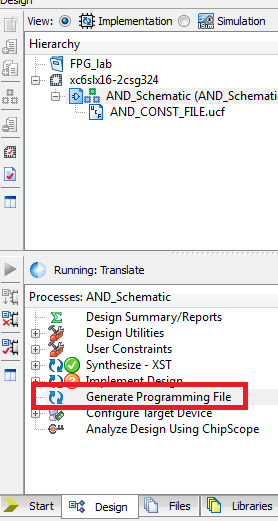 Design
View: Implementation Simulation
Hierarchy
FPG_lab
xc6slx16-2csg324
AND_Schematic (AND_Schemati
AND_CONST_FILE.ucf
Running: Translate
Processes: AND_Schematic
Design Summary/Reports
Design Utilities
User Constraints
Synthesize - XST
Implement Design
Generate Programming File
Configure Target Device
Analyze Design Using ChipScope
Start Design Files Libraries